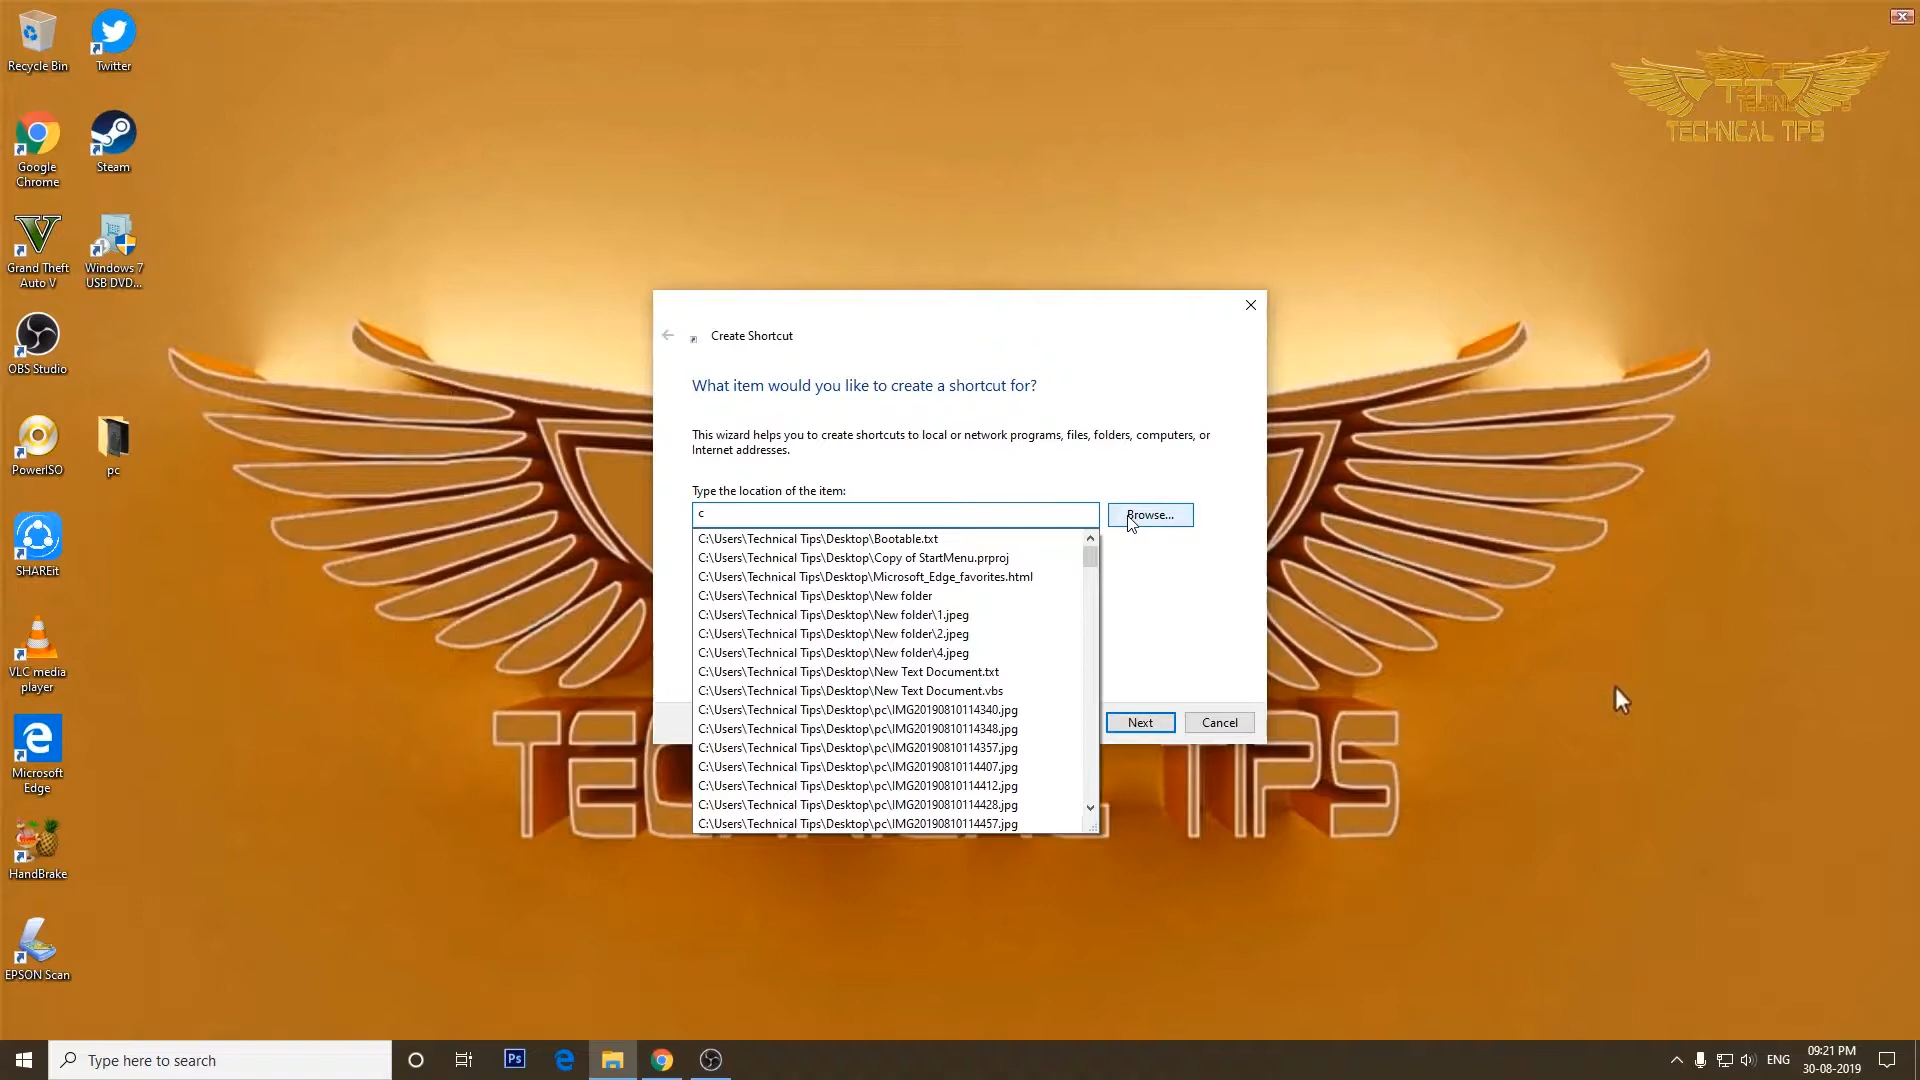 Recycle Bin
Twitter
Google
Chrome
Steam
Grand Theft
Auto V
Windows 7
USB DVD...
OBS Studio
PowerISO
pc
SHAREit
VLC media
player
Microsoft
Edge
HandBrake
EPSON Scan
TECHNICAL TIPS
Create Shortcut
What item would you like to create a shortcut for?
This wizard helps you to create shortcuts to local or network programs, files, folders, computers, or
Internet addresses.
Type the location of the item:
c
Browse...
C:\Users\Technical Tips\Desktop\Bootable.txt
C:\Users\Technical Tips\Desktop\Copy of StartMenu.prproj
C:\Users\Technical Tips\Desktop\Microsoft_Edge_favorites.html
C:\Users\Technical Tips\Desktop\New folder
C:\Users\Technical Tips\Desktop\New folder\1.jpeg
C:\Users\Technical Tips\Desktop\New folder\2.jpeg
C:\Users\Technical Tips\Desktop\New folder\4.jpeg
C:\Users\Technical Tips\Desktop\New Text Document.txt
C:\Users\Technical Tips\Desktop\New Text Document.vbs
C:\Users\Technical Tips\Desktop\pc\IMG20190810114340.jpg
C:\Users\Technical Tips\Desktop\pc\IMG20190810114348.jpg
C:\Users\Technical Tips\Desktop\pc\IMG20190810114357.jpg
C:\Users\Technical Tips\Desktop\pc\IMG20190810114407.jpg
C:\Users\Technical Tips\Desktop\pc\IMG20190810114412.jpg
C:\Users\Technical Tips\Desktop\pc\IMG20190810114428.jpg
C:\Users\Technical Tips\Desktop\pc\IMG20190810114457.jpg
Next
Cancel
TIPS
Type here to search
Ps
ENG
09:21 PM
30-08-2019